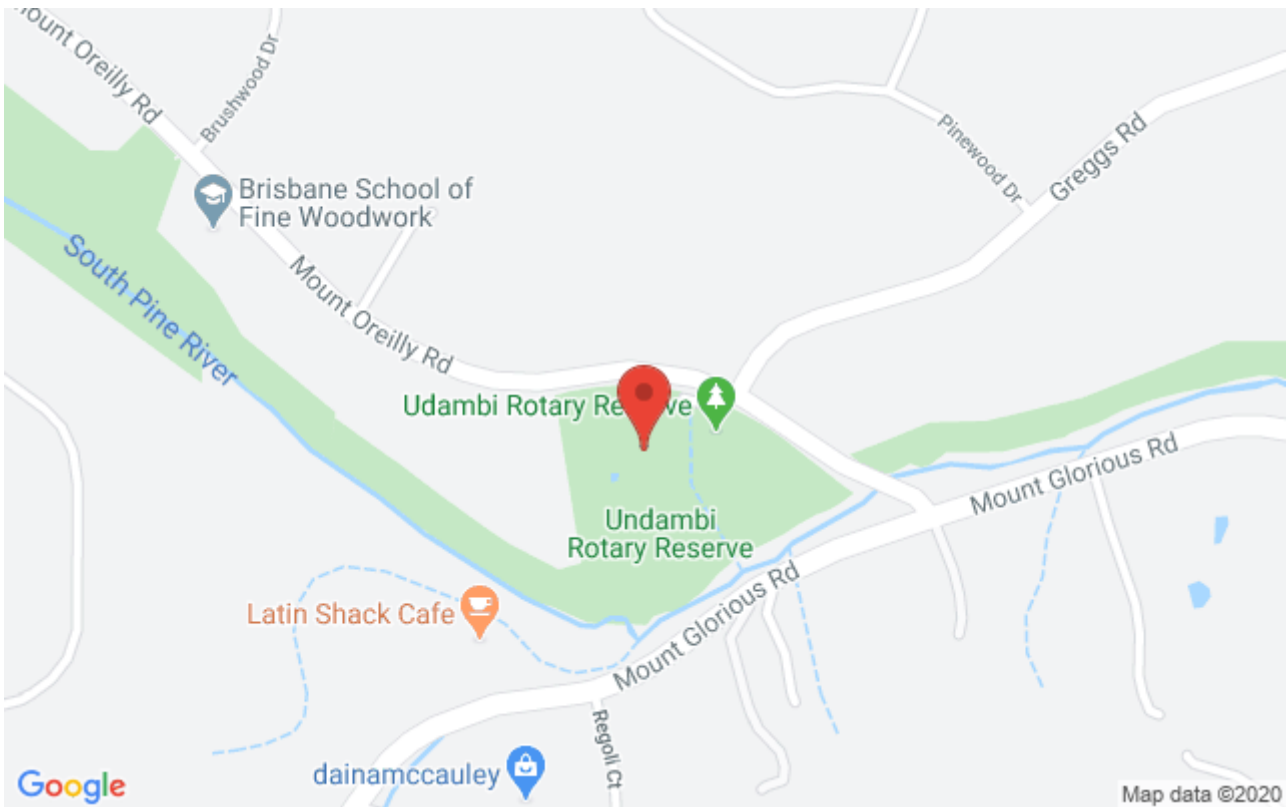 Mount Oreilly Rd
Brushwood Dr
Pinewood Dr
Greggs Rd
Brisbane School of
Fine Woodwork
South Pine River
Mount Oreilly Rd
Udambi Rotary Reserve
Mount Glorious Rd
Undambi
Rotary Reserve
Mount Glorious Rd
Latin Shack Cafe
Regoli Ct
dainamccauley
Google
Map data ©2020